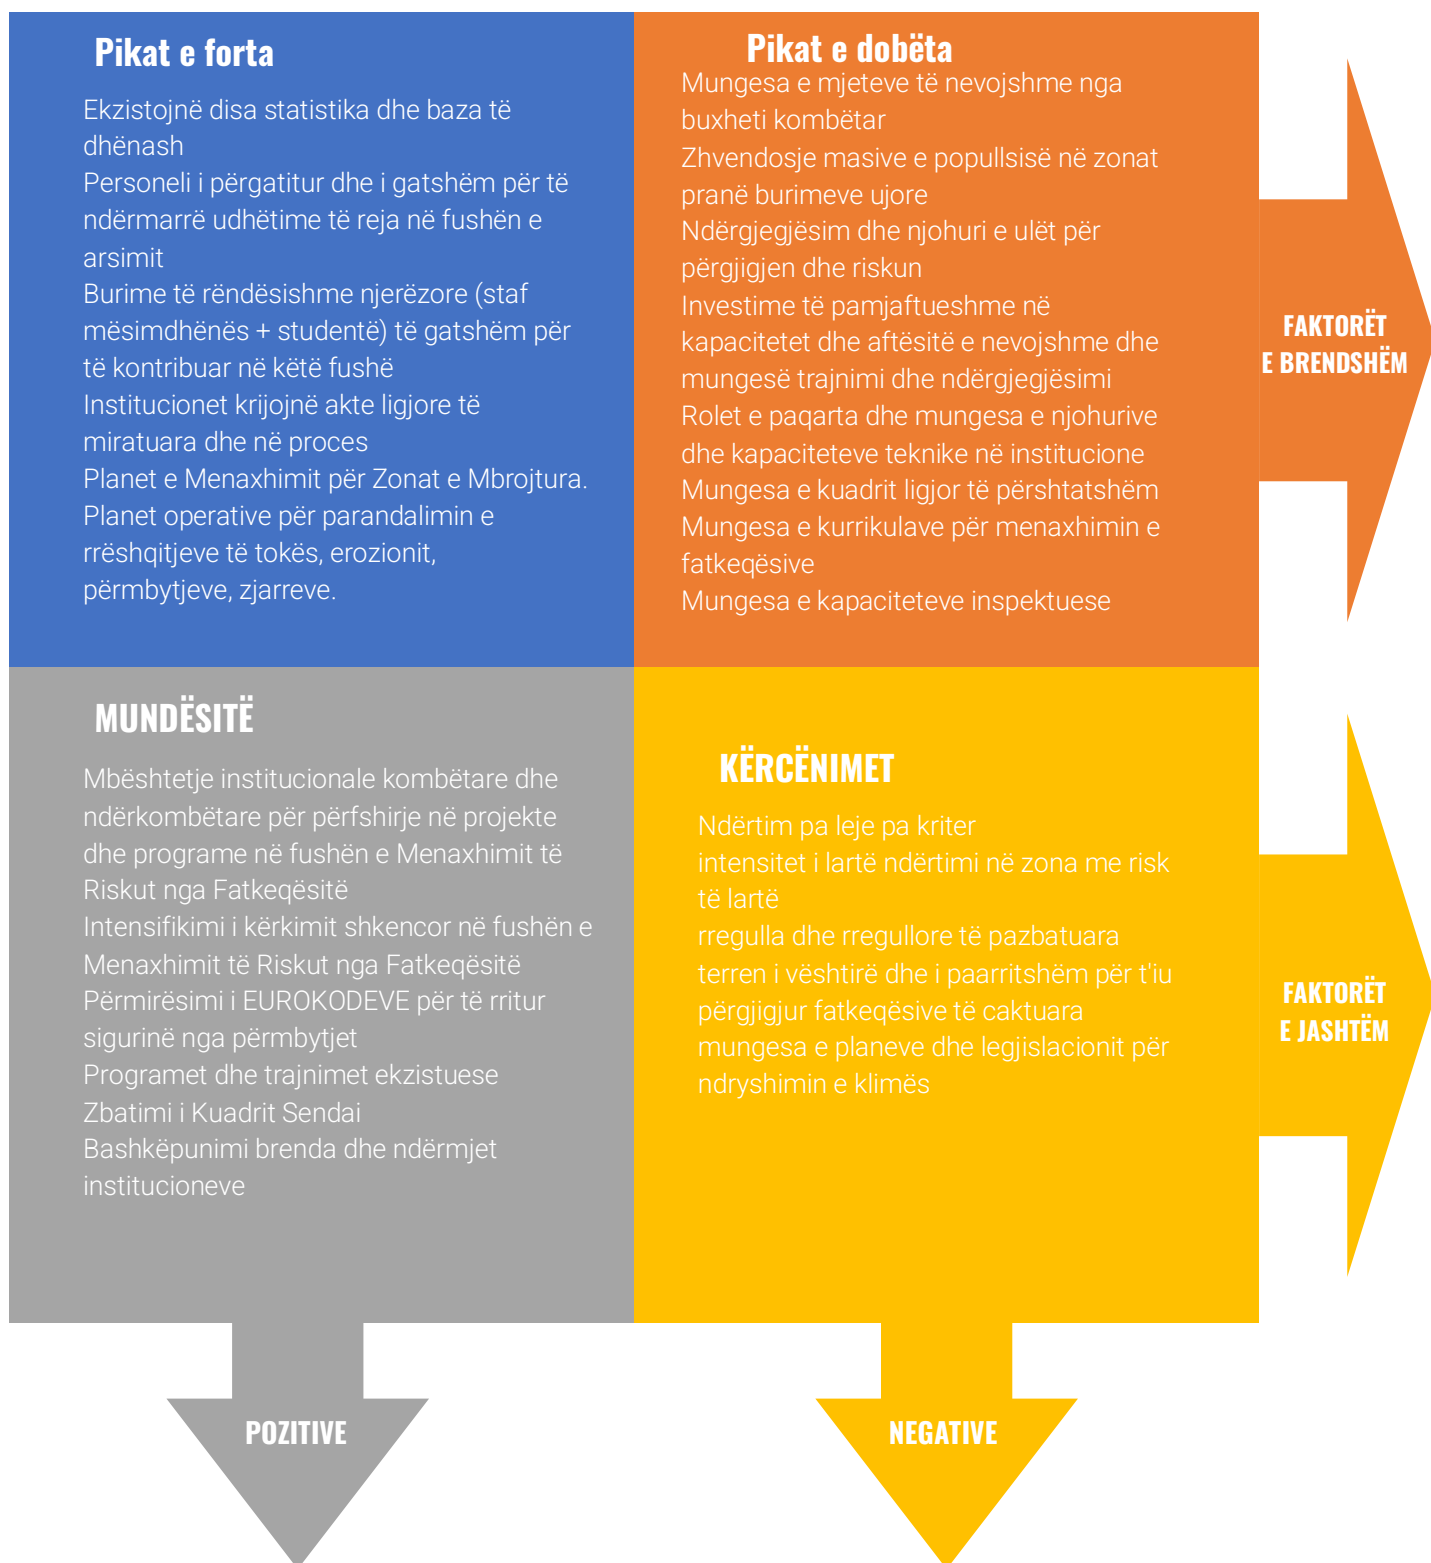 Pikat e forta
Ekzistojnë disa statistika dhe baza të
dhënash
Personeli i përgatitur dhe i gatshëm për të
ndërmarrë udhëtime të reja në fushën e
arsimit
Burime të rëndësishme njerëzore (staf
mësimdhënës + studentë) të gatshëm për
të kontribuar në këtë fushë
Institucionet krijojnë akte ligjore të
miratuara dhe në proces
Planet e Menaxhimit për Zonat e Mbrojtura.
Planet operative për parandalimin e
rrëshqitjeve të tokës, erozionit,
përmbytjeve, zjarreve.
Pikat e dobëta
Mungesa e mjeteve të nevojshme nga
buxheti kombëtar
Zhvendosje masive e popullsisë në zonat
pranë burimeve ujore
Ndërgjegjësim dhe njohuri e ulët për
përgjigjen dhe riskun
Investime të pamjaftueshme në
kapacitetet dhe aftësitë e nevojshme dhe
mungesë trajnimi dhe ndërgjegjësimi
Rolet e paqarta dhe mungesa e njohurive
dhe kapaciteteve teknike në institucione
Mungesa e kuadrit ligjor të përshtatshëm
Mungesa e kurrikulave për menaxhimin e
fatkeqësive
Mungesa e kapaciteteve inspektuese
FAKTORËT
E BRENDSHËM
MUNDËSITË
Mbështetje institucionale kombëtare dhe
ndërkombëtare për përfshirje në projekte
dhe programe në fushën e Menaxhimit të
Riskut nga Fatkeqësitë
Intensifikimi i kërkimit shkencor në fushën e
Menaxhimit të Riskut nga Fatkeqësitë
Përmirësimi i EUROKODEVE për të rritur
sigurinë nga përmbytjet
Programet dhe trajnimet ekzistuese
Zbatimi i Kuadrit Sendai
Bashkëpunimi brenda dhe ndërmjet
institucioneve
KËRCËNIMET
Ndërtim pa leje pa kriter
intensitet i lartë ndërtimi në zona me risk
të lartë
rregulla dhe rregullore të pazbatuara
terren i vështirë dhe i paarritshëm për t'iu
përgjigjur fatkeqësive të caktuara
mungesa e planeve dhe legjislacionit për
ndryshimin e klimës
FAKTORËT
E JASHTËM
POZITIVE
NEGATIVE